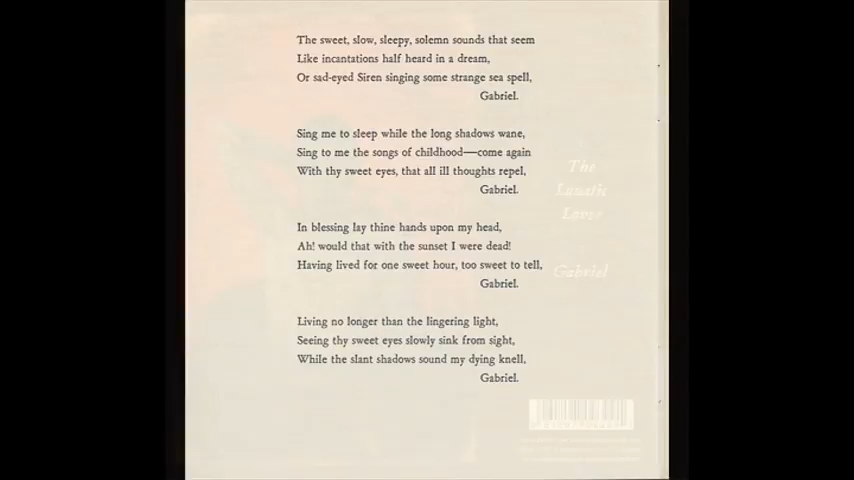 The sweet, slow, sleepy, solemn sounds that seem
Like incantations half heard in a dream,
Or sad-eyed Siren singing some strange sea spell,
Gabriel.
Sing me to sleep while the long shadows wane,
Sing to me the songs of childhood—come again
With thy sweet eyes, that all ill thoughts repel,
Gabriel.
In blessing lay thine hands upon my head,
Ah! would that with the sunset I were dead!
Having lived for one sweet hour, too sweet to tell,
Gabriel.
Living no longer than the lingering light,
Seeing thy sweet eyes slowly sink from sight,
While the slant shadows sound my dying knell,
Gabriel.
The
Lunatic
Lover
Gabriel